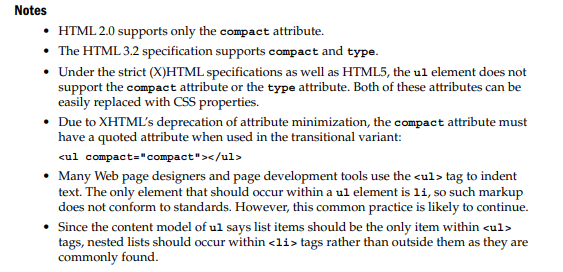 Notes
• HTML 2.0 supports only the compact attribute.
• The HTML 3.2 specification supports compact and type.
• Under the strict (X)HTML specifications as well as HTML5, the ul element does not
support the compact attribute or the type attribute. Both of these attributes can be
easily replaced with CSS properties.
• Due to XHTML's deprecation of attribute minimization, the compact attribute must
have a quoted attribute when used in the transitional variant:
<ul compact="compact"></ul>
• Many Web page designers and page development tools use the <ul> tag to indent
text. The only element that should occur within a ul element is li, so such markup
does not conform to standards. However, this common practice is likely to continue.
• Since the content model of ul says list items should be the only item within <ul>
tags, nested lists should occur within <li> tags rather than outside them as they are
commonly found.